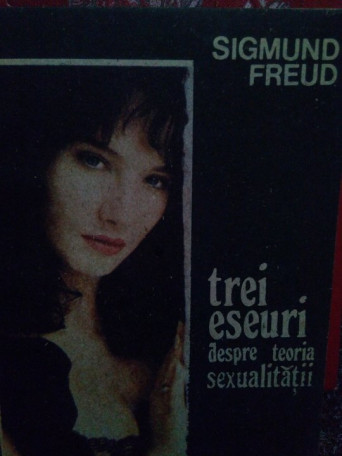 SIGMUND
FREUD
trei
eseuri
despre teoria
sexualității